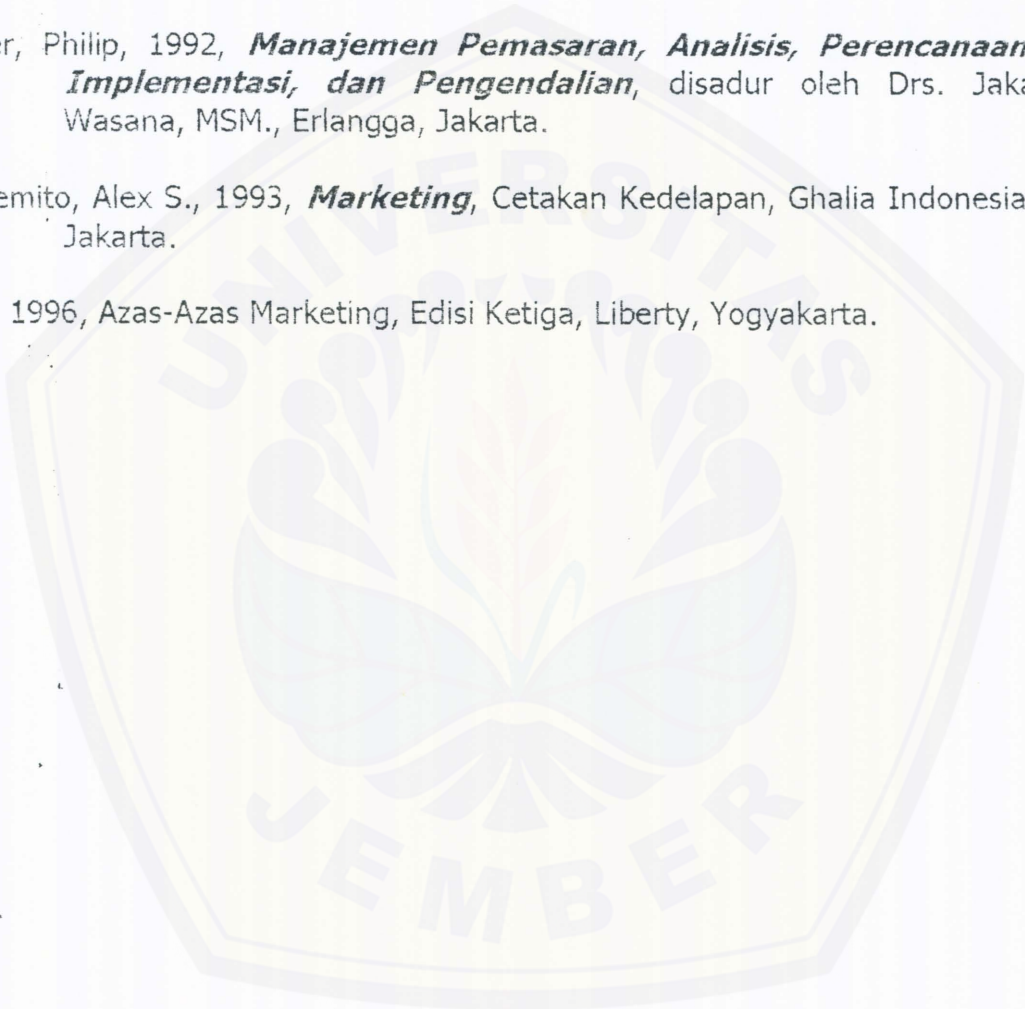 er, Philip, 1992, Manajemen Pemasaran, Analisis, Perencanaan
Implementasi, dan Pengendalian, disadur oleh Drs. Jaka
Wasana, MSM., Erlangga, Jakarta.
emito, Alex S., 1993, Marketing, Cetakan Kedelapan, Ghalia Indonesia
Jakarta.
1996, Azas-Azas Marketing, Edisi Ketiga, Liberty, Yogyakarta.
UNIVERSITAS
JEMBER